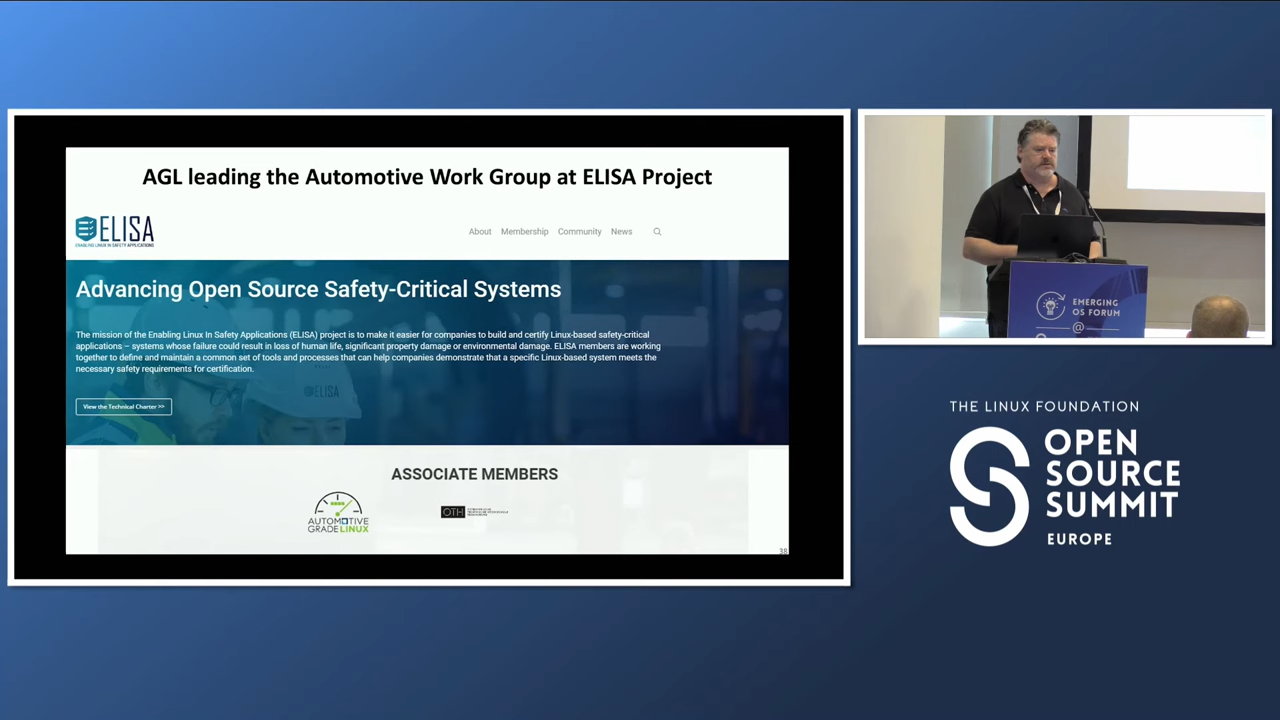 AGL leading the Automotive Work Group at ELISA Project
ELISA
ENABLING LINUX IN SAFETY APPLICATIONS
About Membership Community News
Advancing Open Source Safety-Critical Systems
The mission of the Enabling Linux In Safety Applications (ELISA) project is to make it easier for companies to build and certify Linux-based safety-critical
applications – systems whose failure could result in loss of human life, significant property damage or environmental damage. ELISA members are working
together to define and maintain a common set of tools and processes that can help companies demonstrate that a specific Linux-based system meets the
necessary safety requirements for certification.
ELISA
View the Technical Charter >>
ASSOCIATE MEMBERS
AUTOMOTIVE
GRADE LINUX
OTH
38
EMERGING
OS FORUM
@
THE LINUX FOUNDATION
OPEN
SOURCE
SUMMIT
EUROPE